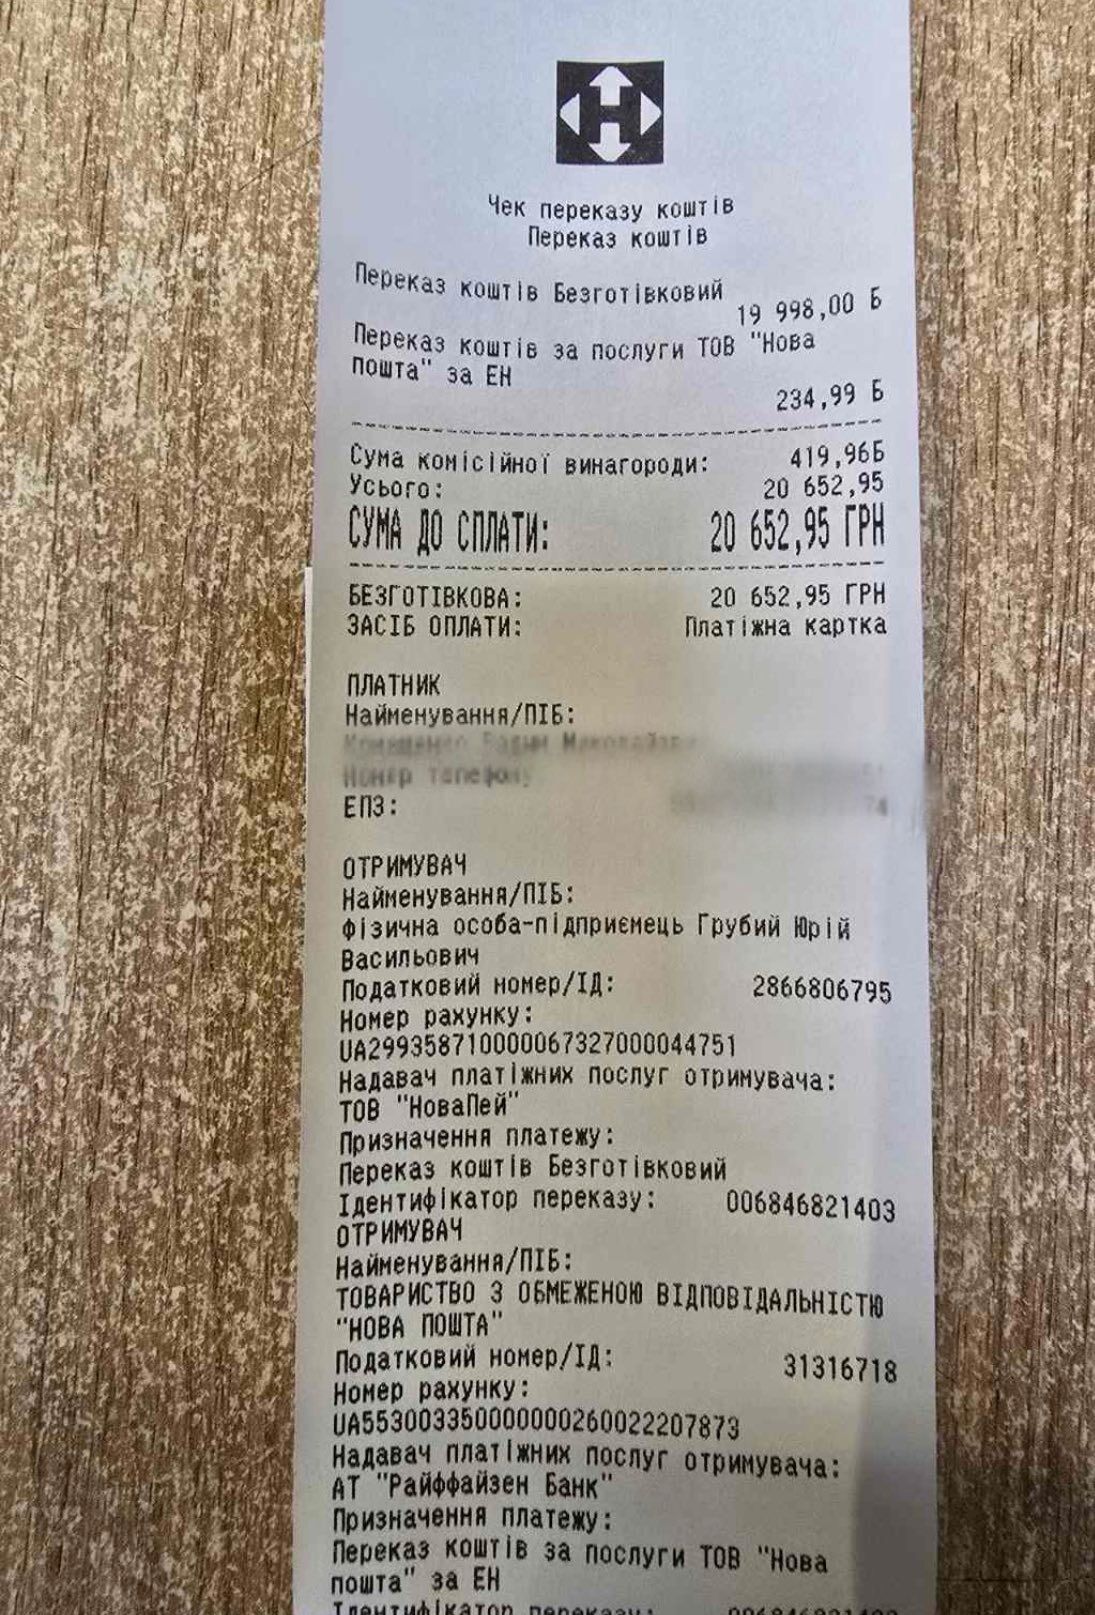 Чек переказу коштів
Переказ коштів
Переказ коштів Безготівковий
19 998,00 Б
Переказ коштів за послуги ТОВ "Нова
пошта" за ЕН
234,99 Б
Сума комісійної винагороди: 419,96Б
Усього: 20 652,95
СУМА ДО СПЛАТИ: 20 652,95 ГРН
БЕЗГОТІВКОВА: 20 652,95 ГРН
ЗАСІБ ОПЛАТИ: Платіжна картка
ПЛАТНИК
Найменування/ПІБ:
Номер телефону
ЕПЗ: 74
ОТРИМУВАЧ
Найменування/ПІБ:
Фізична особа-підприємець Грубий Юрій
Васильович
Податковий номер/ІД: 2866806795
Номер рахунку:
UA299358710000067327000044751
Надавач платіжних послуг отримувача:
ТОВ "НоваПей"
Призначення платежу:
Переказ коштів Безготівковий
Ідентифікатор переказу: 006846821403
ОТРИМУВАЧ
Найменування/ПІБ:
ТОВАРИСТВО З ОБМЕЖЕНОЮ ВІДПОВІДАЛЬНІСТЮ
"НОВА ПОШТА"
Податковий номер/ІД: 31316718
Номер рахунку:
UA553003350000000260022207873
Надавач платіжних послуг отримувача:
АТ "Райффайзен Банк"
Призначення платежу:
Переказ коштів за послуги ТОВ "Нова
пошта" за ЕН
Ідентифікатор переказу: